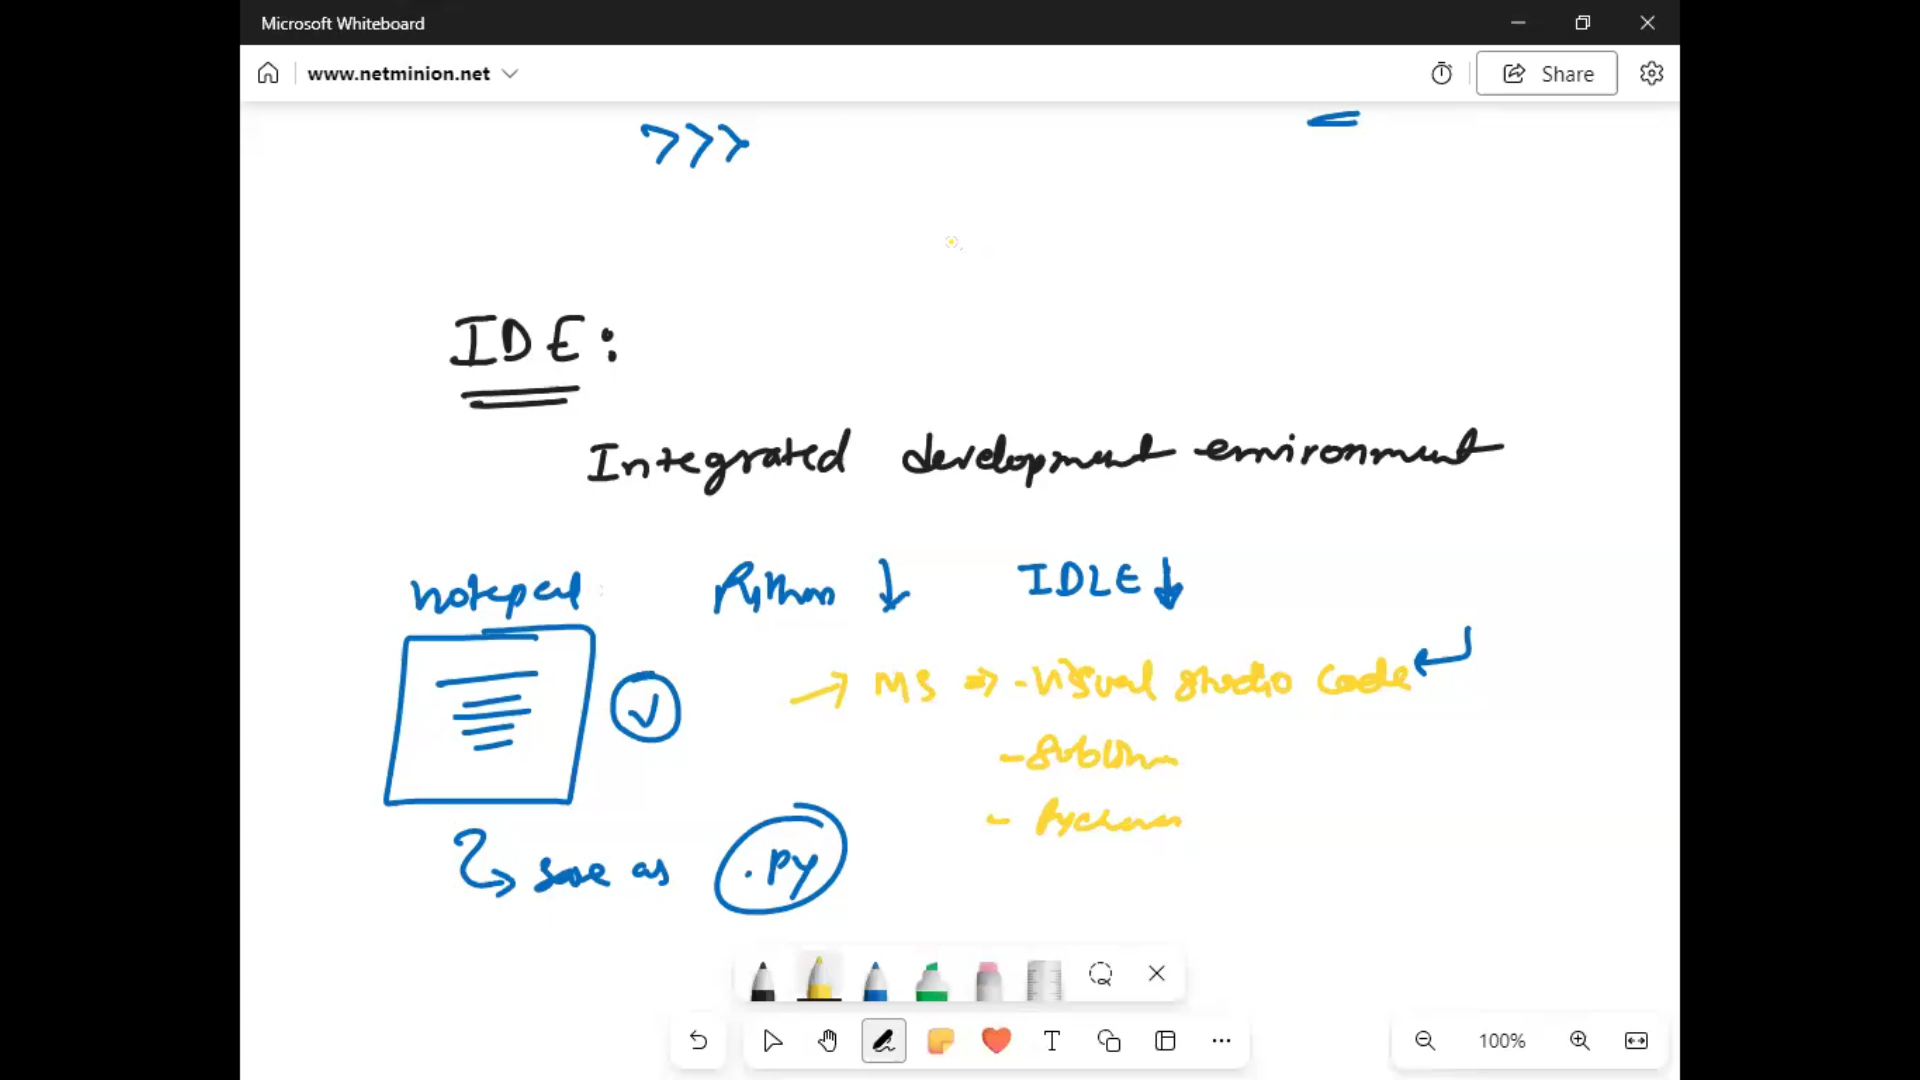 Microsoft Whiteboard
www.netminion.net
Share
>>>
IDE:
Integrated development environment
notepad Python ↓ IDLE ↓
→ MS → - Visual Studio Code
- Sublim
- Pycharm
save as .py
100%